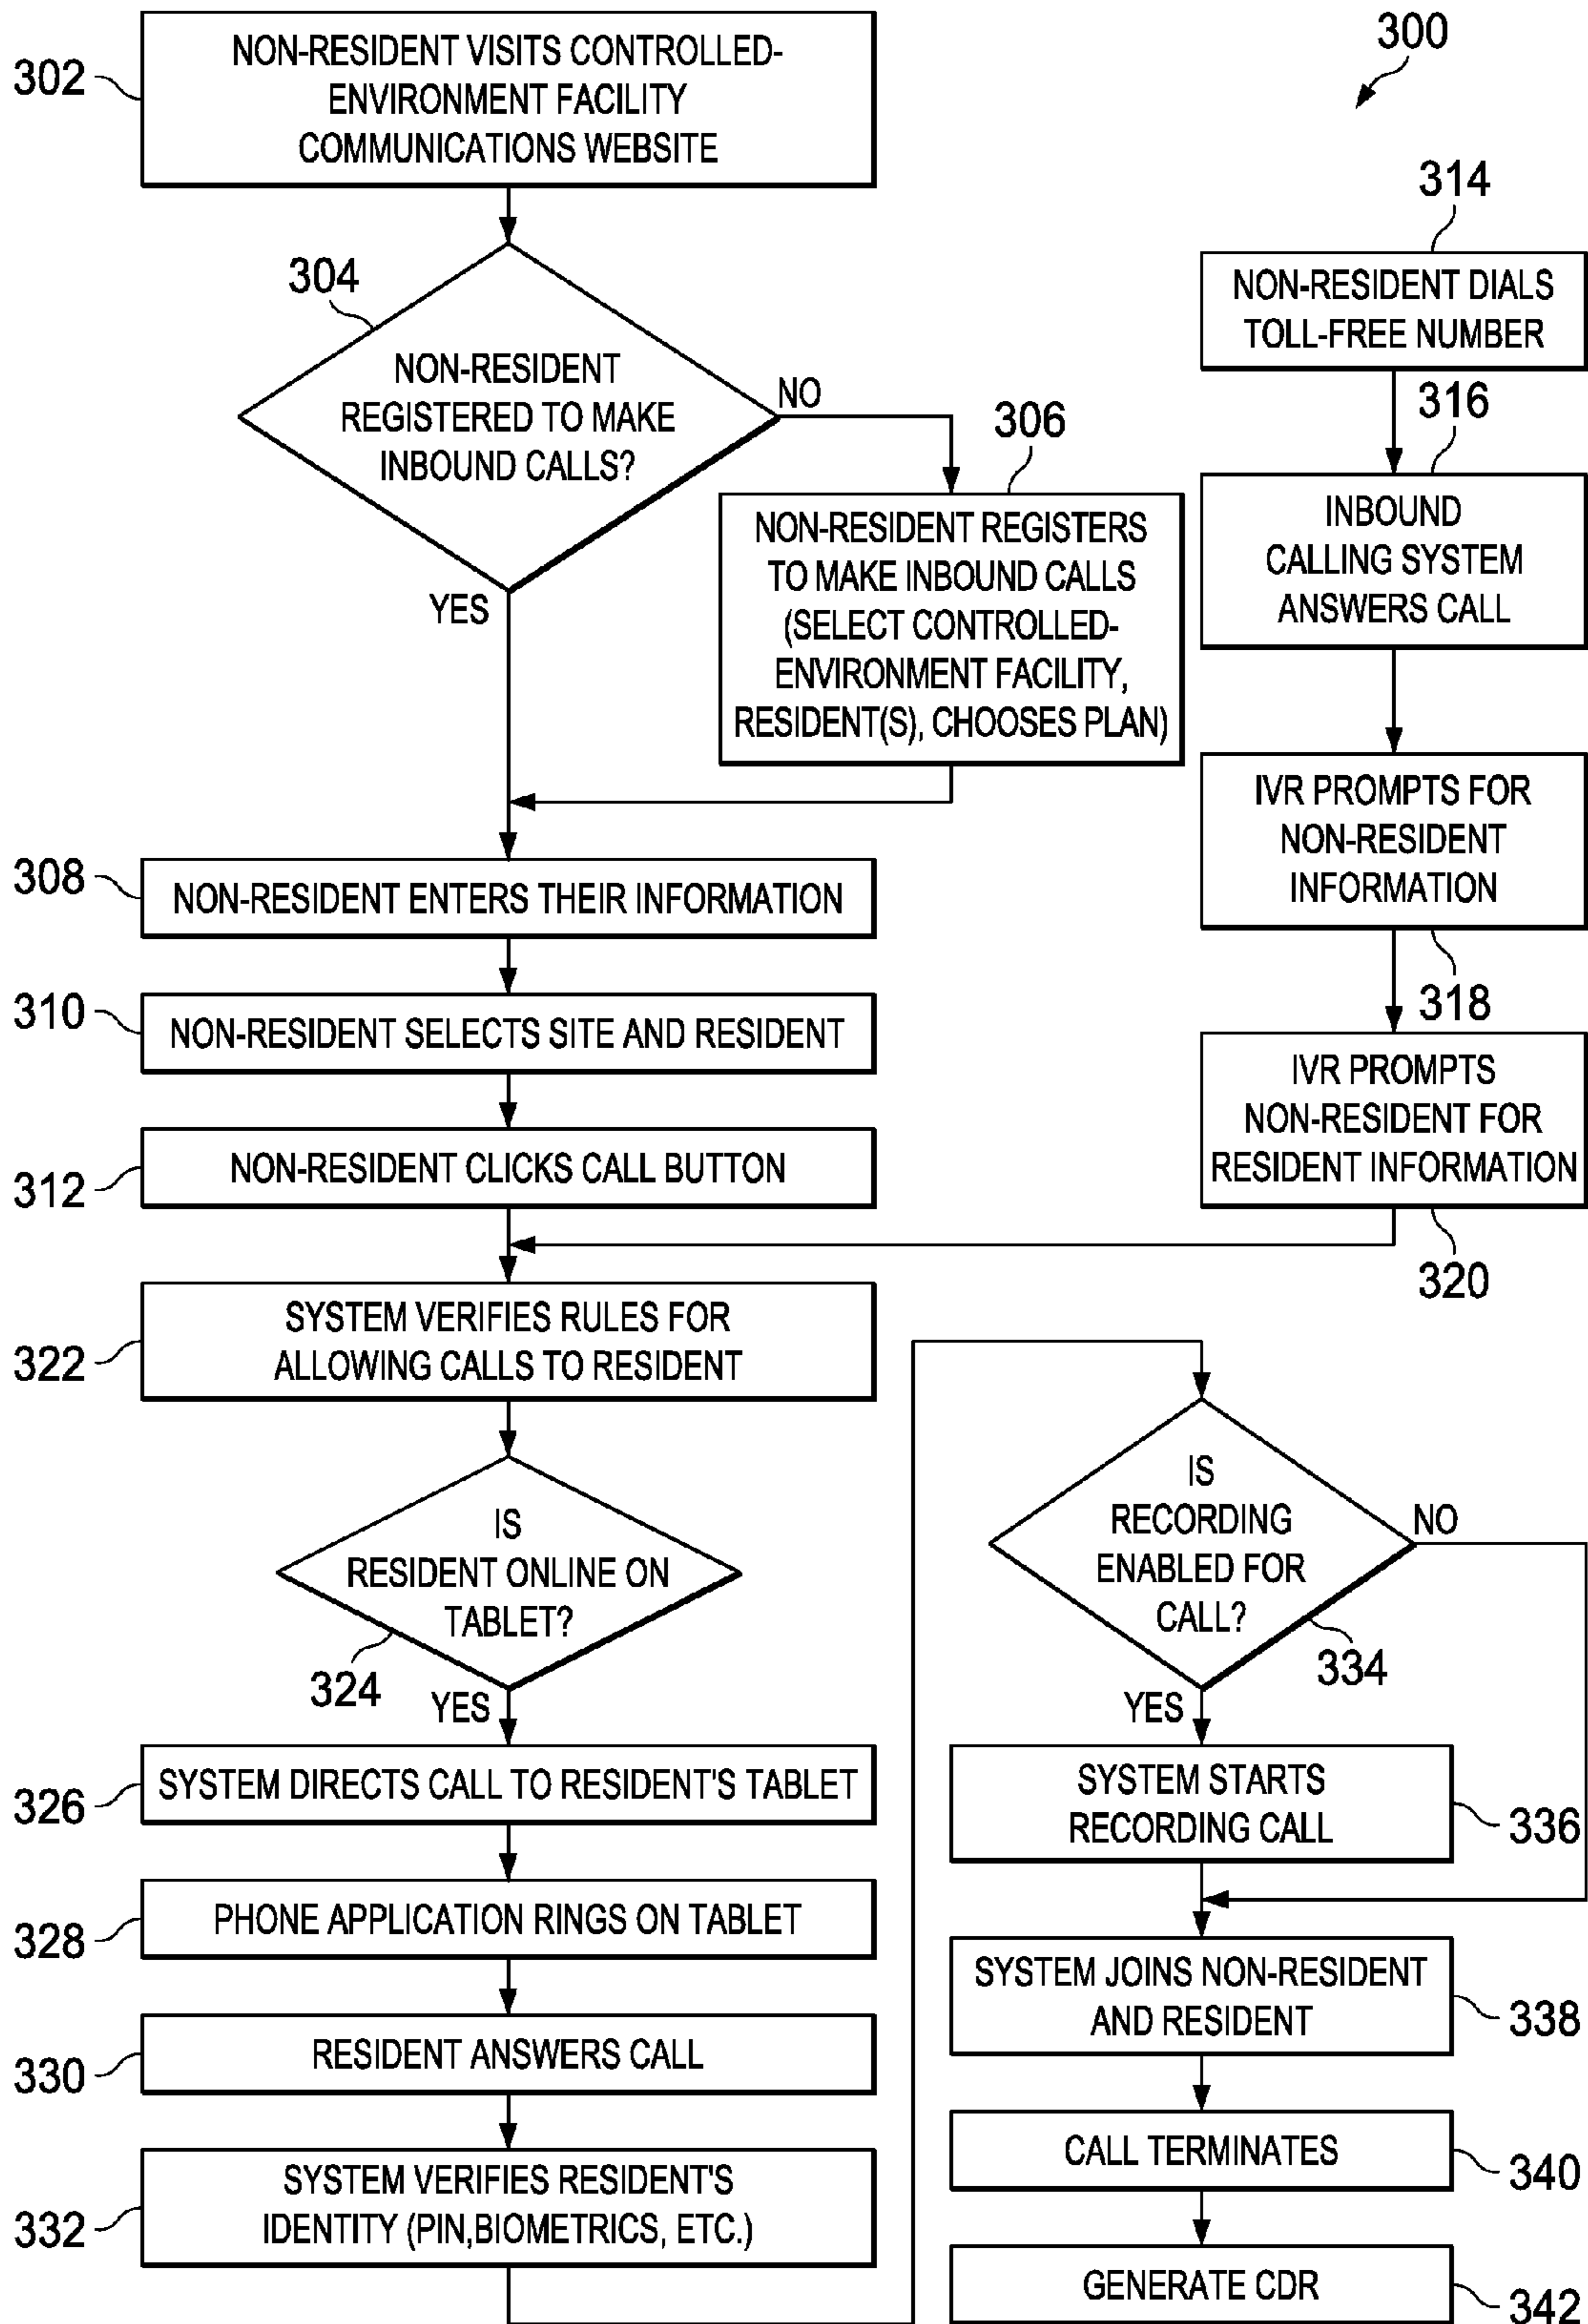 300
302
NON-RESIDENT VISITS CONTROLLED-
ENVIRONMENT FACILITY
COMMUNICATIONS WEBSITE
304
NON-RESIDENT
REGISTERED TO MAKE
INBOUND CALLS?
NO
YES
306
NON-RESIDENT REGISTERS
TO MAKE INBOUND CALLS
(SELECT CONTROLLED-
ENVIRONMENT FACILITY,
RESIDENT(S), CHOOSES PLAN)
308
NON-RESIDENT ENTERS THEIR INFORMATION
310
NON-RESIDENT SELECTS SITE AND RESIDENT
312
NON-RESIDENT CLICKS CALL BUTTON
314
NON-RESIDENT DIALS
TOLL-FREE NUMBER
316
INBOUND
CALLING SYSTEM
ANSWERS CALL
IVR PROMPTS FOR
NON-RESIDENT
INFORMATION
318
IVR PROMPTS
NON-RESIDENT FOR
RESIDENT INFORMATION
320
322
SYSTEM VERIFIES RULES FOR
ALLOWING CALLS TO RESIDENT
IS
RESIDENT ONLINE ON
TABLET?
324
YES
326
SYSTEM DIRECTS CALL TO RESIDENT'S TABLET
328
PHONE APPLICATION RINGS ON TABLET
330
RESIDENT ANSWERS CALL
332
SYSTEM VERIFIES RESIDENT'S
IDENTITY (PIN,BIOMETRICS, ETC.)
IS
RECORDING
ENABLED FOR
CALL?
NO
334
YES
SYSTEM STARTS
RECORDING CALL
336
SYSTEM JOINS NON-RESIDENT
AND RESIDENT
338
CALL TERMINATES
340
GENERATE CDR
342